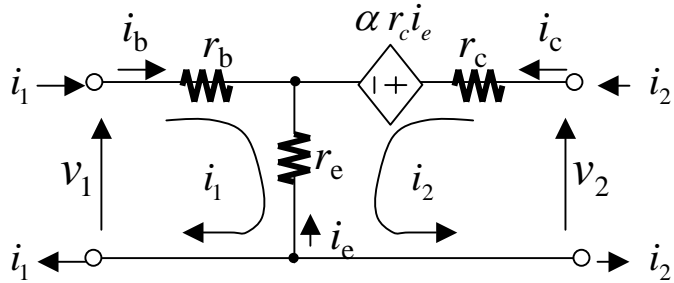 i_b r_b α r_c i_e r_c i_c
i_1 − + i_2
v_1 i_1 r_e i_2 v_2
i_1 i_e i_2